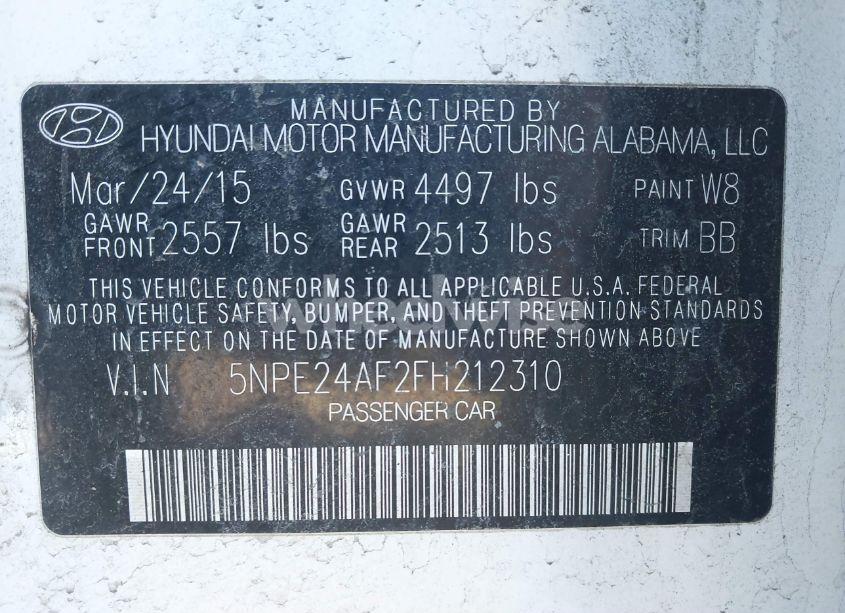 MANUFACTURED BY
HYUNDAI MOTOR MANUFACTURING ALABAMA, LLC
Mar/24/15 GVWR 4497 lbs PAINT W8
GAWR FRONT 2557 lbs GAWR REAR 2513 lbs TRIM BB
THIS VEHICLE CONFORMS TO ALL APPLICABLE U.S.A. FEDERAL
MOTOR VEHICLE SAFETY, BUMPER, AND THEFT PREVENTION STANDARDS
IN EFFECT ON THE DATE OF MANUFACTURE SHOWN ABOVE
V.I.N 5NPE24AF2FH212310
PASSENGER CAR